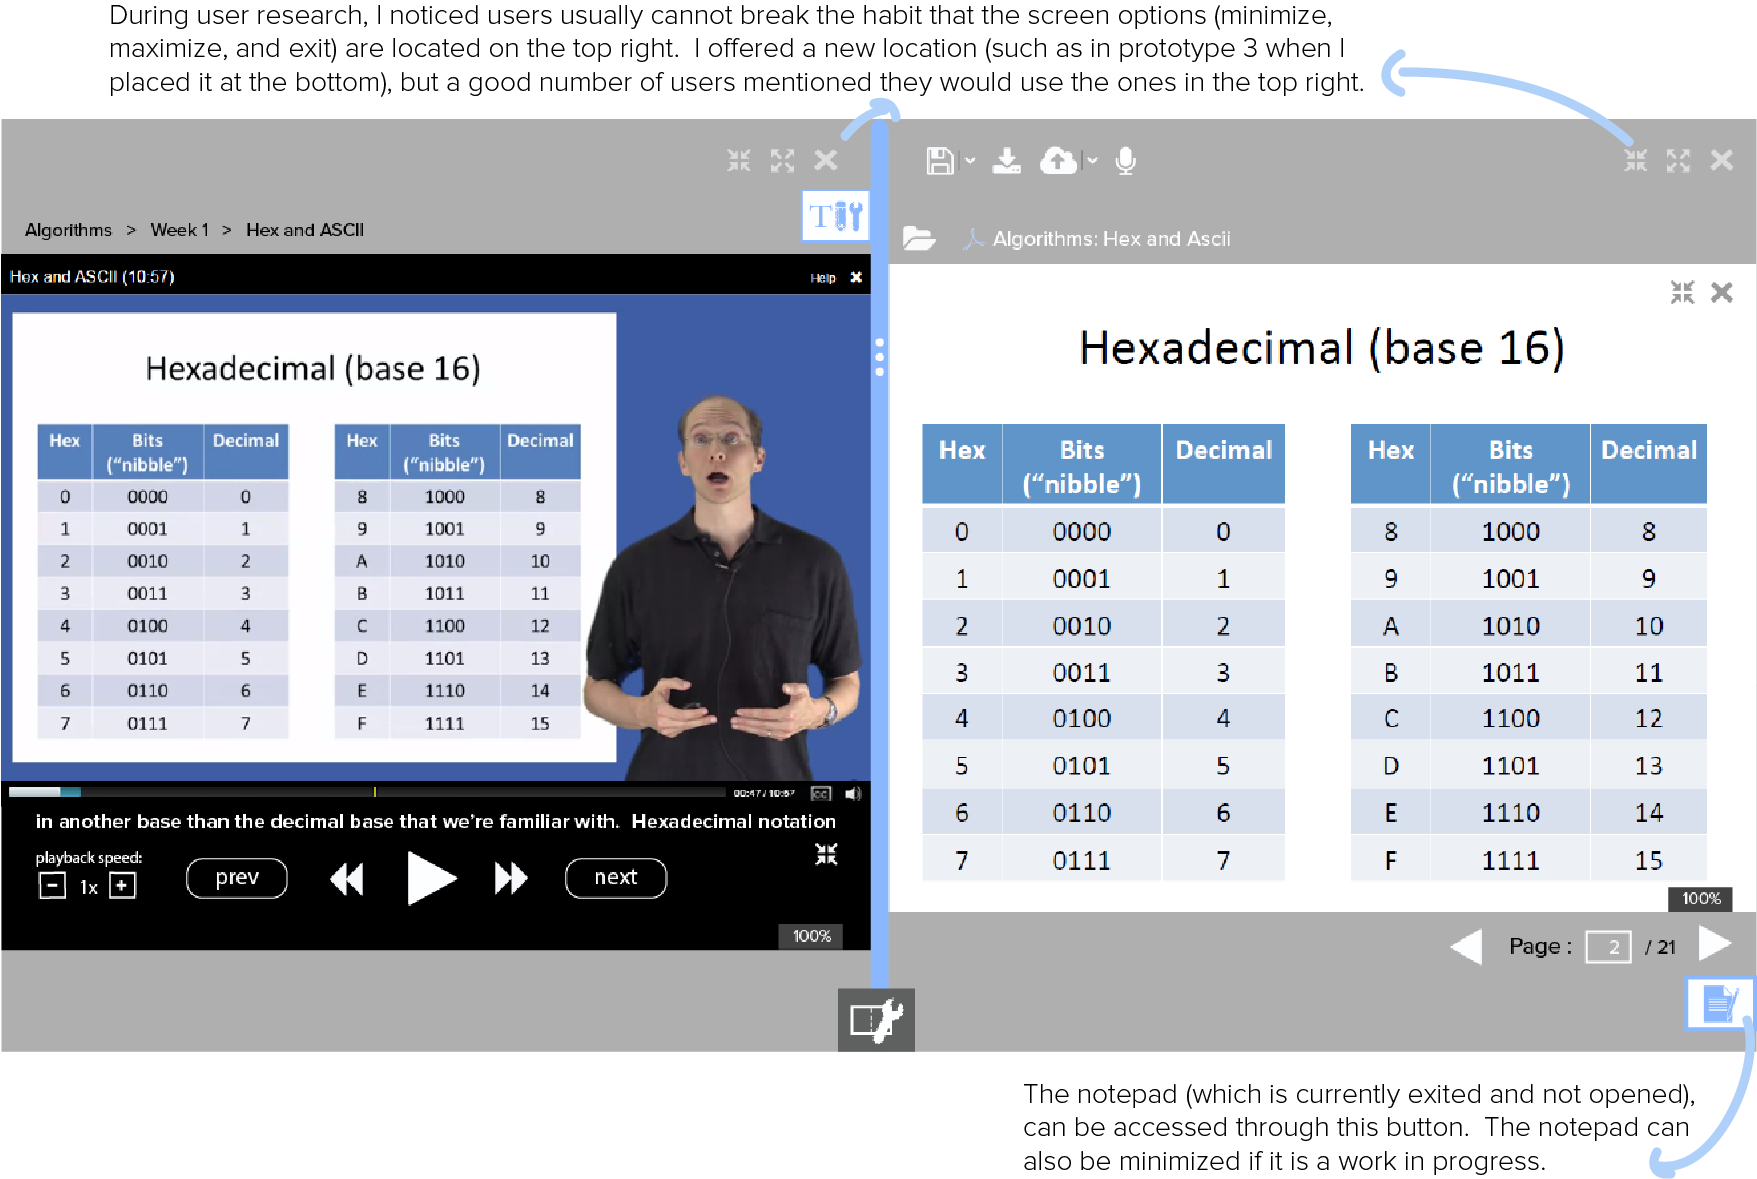 During user research, I noticed users usually cannot break the habit that the screen options (minimize,
maximize, and exit) are located on the top right.  I offered a new location (such as in prototype 3 when I
placed it at the bottom), but a good number of users mentioned they would use the ones in the top right.
Algorithms > Week 1 > Hex and ASCII
T
Hex and ASCII (10:57)
Help
Hexadecimal (base 16)
Hex Bits Decimal Hex Bits Decimal
("nibble") ("nibble")
0 0000 0 8 1000 8
1 0001 1 9 1001 9
2 0010 2 A 1010 10
3 0011 3 B 1011 11
4 0100 4 C 1100 12
5 0101 5 D 1101 13
6 0110 6 E 1110 14
7 0111 7 F 1111 15
00:47 / 10:57
CC
in another base than the decimal base that we're familiar with.  Hexadecimal notation
playback speed:
− 1x +
prev
next
100%
Algorithms: Hex and Ascii
Hexadecimal (base 16)
Hex Bits Decimal Hex Bits Decimal
("nibble") ("nibble")
0 0000 0 8 1000 8
1 0001 1 9 1001 9
2 0010 2 A 1010 10
3 0011 3 B 1011 11
4 0100 4 C 1100 12
5 0101 5 D 1101 13
6 0110 6 E 1110 14
7 0111 7 F 1111 15
100%
Page : 2 / 21
The notepad (which is currently exited and not opened),
can be accessed through this button.  The notepad can
also be minimized if it is a work in progress.